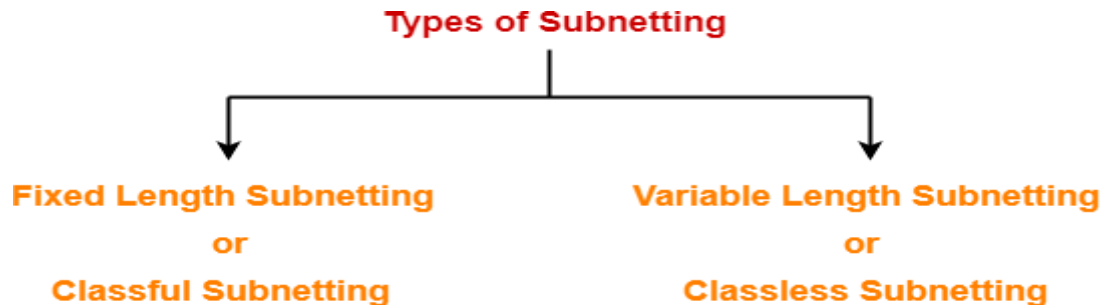 Types of Subnetting
Fixed Length Subnetting
or
Classful Subnetting
Variable Length Subnetting
or
Classless Subnetting